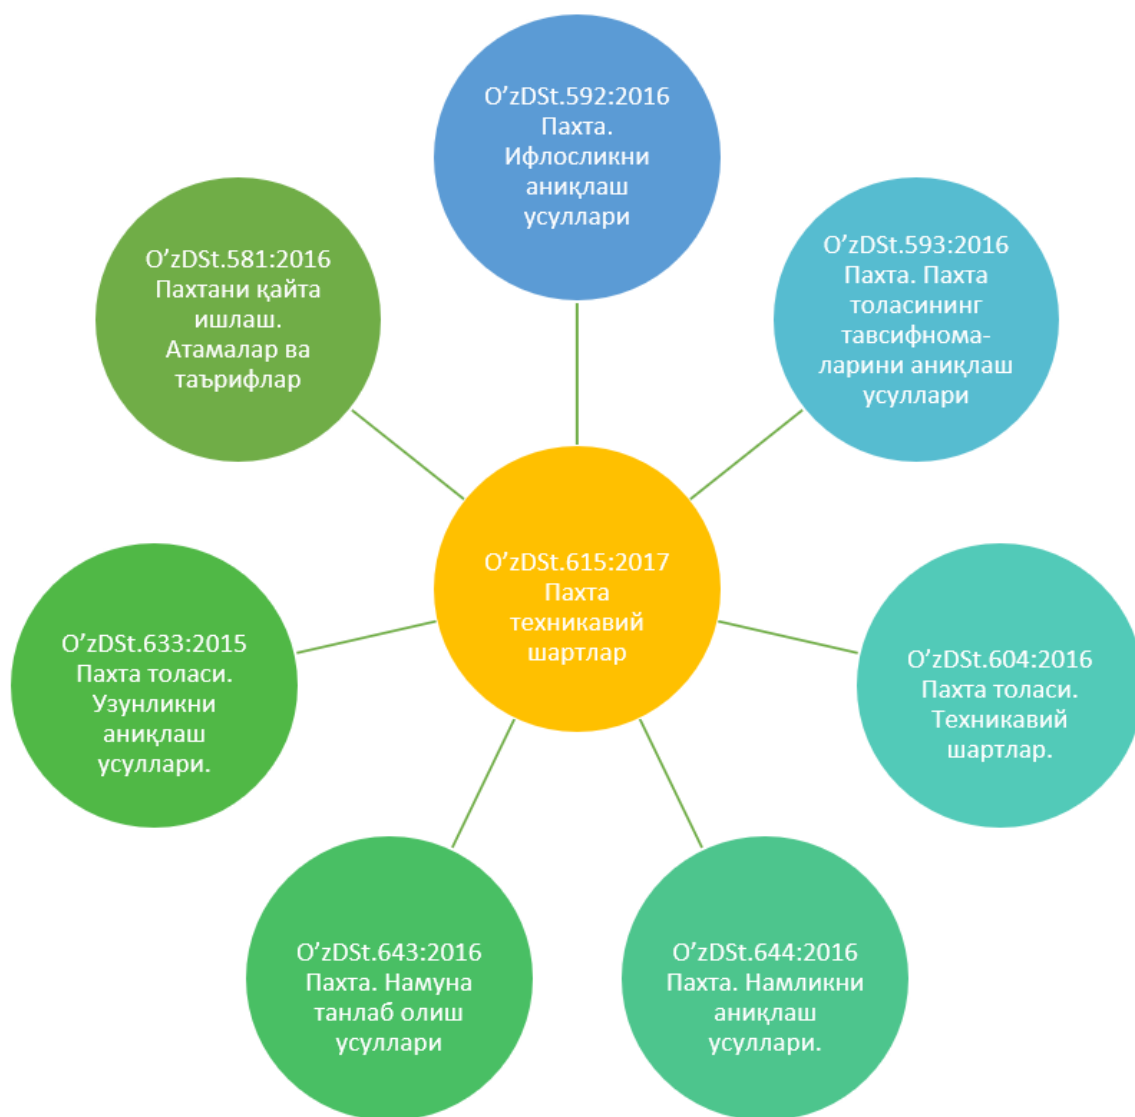 O’zDSt.592:2016
Пахта.
Ифлосликни
аниқлаш
усуллари
O’zDSt.593:2016
Пахта. Пахта
толасининг
тавсифнома-
ларини аниқлаш
усуллари
O’zDSt.604:2016
Пахта толаси.
Техникавий
шартлар.
O’zDSt.644:2016
Пахта. Намликни
аниқлаш
усуллари.
O’zDSt.643:2016
Пахта. Намуна
танлаб олиш
усуллари
O’zDSt.633:2015
Пахта толаси.
Узунликни
аниқлаш
усуллари.
O’zDSt.581:2016
Пахтани қайта
ишлаш.
Атамалар ва
таърифлар
O’zDSt.615:2017
Пахта
техникавий
шартлар